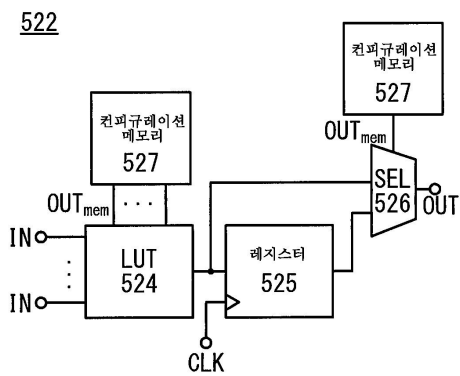 522
컨피규레이션
메모리
527
컨피규레이션
메모리
527
OUTmem
OUTmem
···
SEL
526
OUT
IN
LUT
524
레지스터
525
IN
CLK